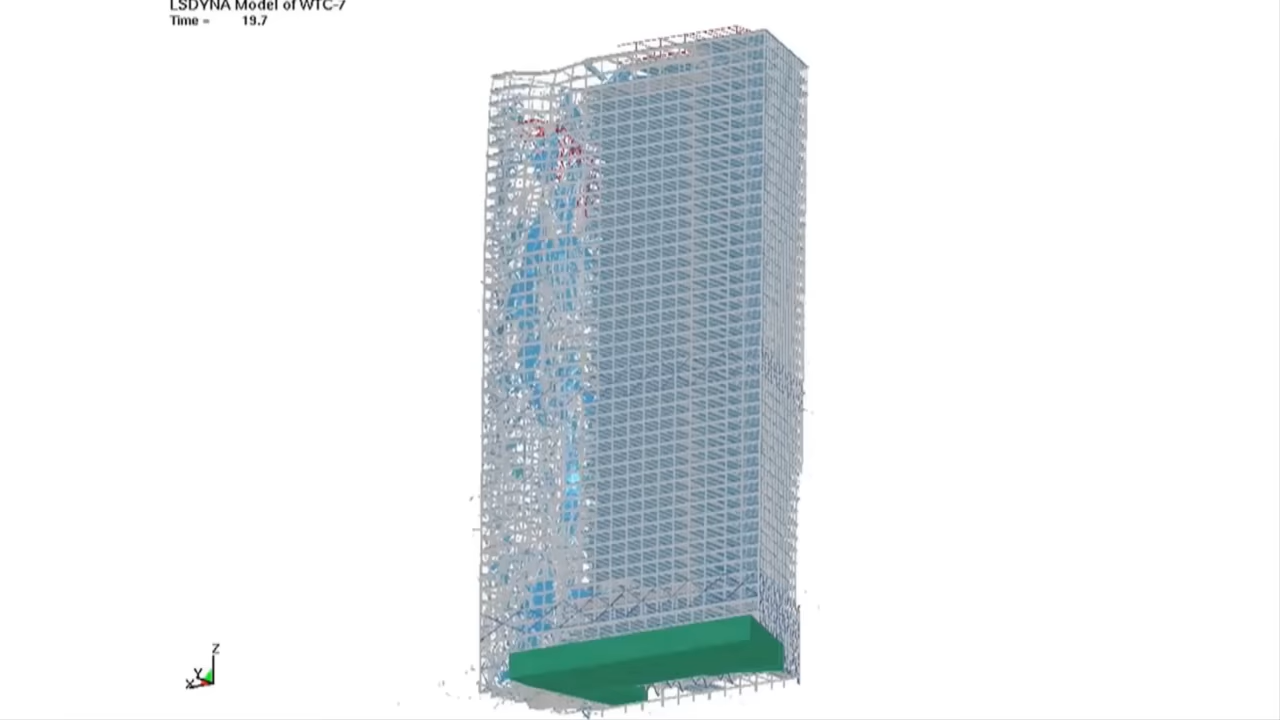 LSDYNA Model of WTC-7
Time = 19.7
Z
Y
X